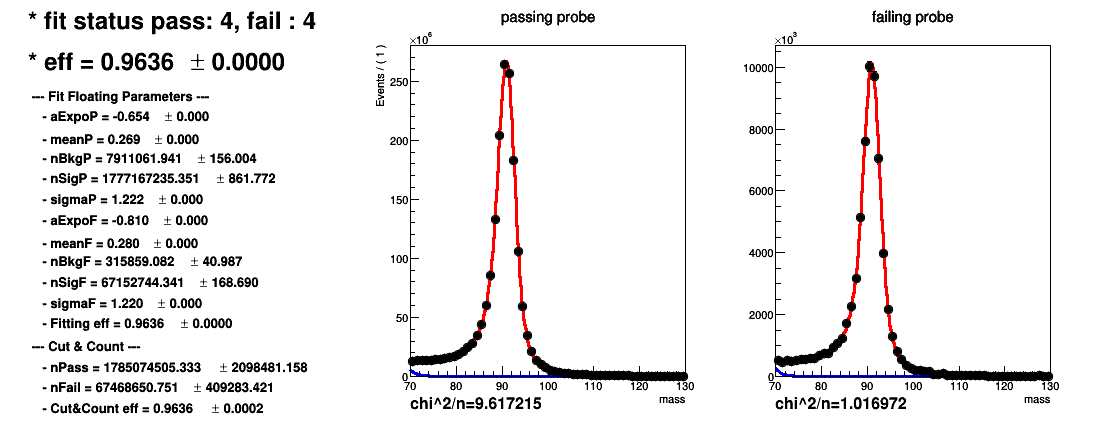 * fit status pass: 4, fail : 4
* eff = 0.9636 ± 0.0000
--- Fit Floating Parameters ---
- aExpoP = -0.654 ± 0.000
- meanP = 0.269 ± 0.000
- nBkgP = 7911061.941 ± 156.004
- nSigP = 1777167235.351 ± 861.772
- sigmaP = 1.222 ± 0.000
- aExpoF = -0.810 ± 0.000
- meanF = 0.280 ± 0.000
- nBkgF = 315859.082 ± 40.987
- nSigF = 67152744.341 ± 168.690
- sigmaF = 1.220 ± 0.000
- Fitting eff = 0.9636 ± 0.0000
--- Cut & Count ---
- nPass = 1785074505.333 ± 2098481.158
- nFail = 67468650.751 ± 409283.421
- Cut&Count eff = 0.9636 ± 0.0002
passing probe
×10^6
Events / ( 1 )
250
200
150
100
50
0
70 80 90 100 110 120 130
mass
chi^2/n=9.617215
failing probe
×10^3
10000
8000
6000
4000
2000
0
70 80 90 100 110 120 130
mass
chi^2/n=1.016972